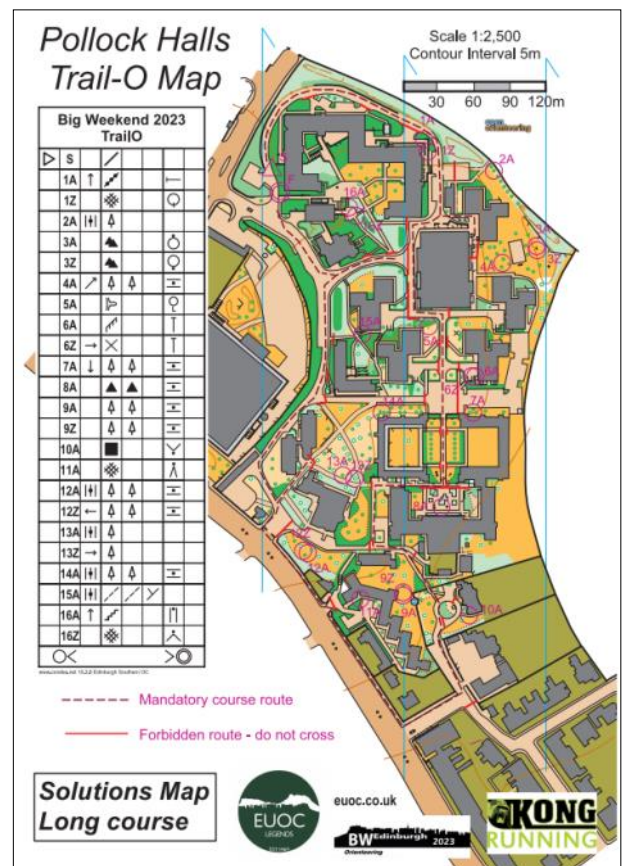 Pollock Halls
Trail-O Map
Scale 1:2,500
Contour Interval 5m
30 60 90 120m
Big Weekend 2023
TrailO
S
1A
1Z
2A
3A
3Z
4A
5A
6A
6Z
7A
8A
9A
9Z
10A
11A
12A
12Z
13A
13Z
14A
15A
16A
16Z
1A
1Z
2A
3A
3Z
4A
F
16A
15A
5A
6A
6Z
7A
13A
12A
9Z
9A
10A
11A
Mandatory course route
Forbidden route - do not cross
Solutions Map
Long course
EUOC
LEGENDS
euoc.co.uk
BW Edinburgh 2023
Orienteering
aKONG
RUNNING